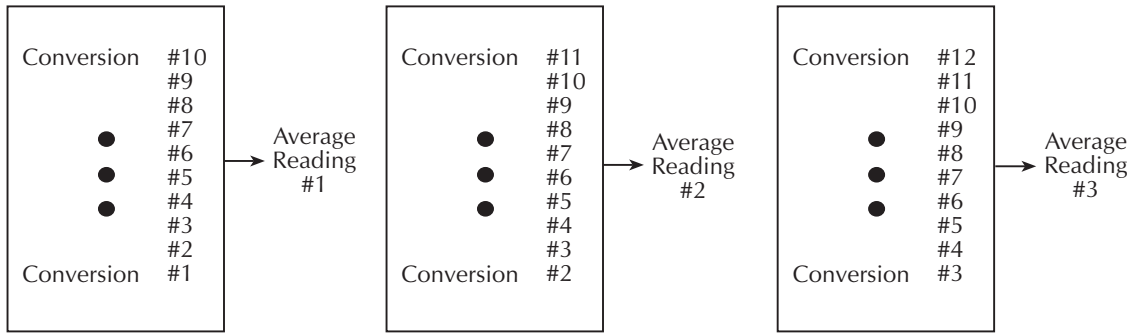 Conversion #10
#9
#8
#7
#6
#5
#4
#3
#2
Conversion #1
Average
Reading
#1
Conversion #11
#10
#9
#8
#7
#6
#5
#4
#3
Conversion #2
Average
Reading
#2
Conversion #12
#11
#10
#9
#8
#7
#6
#5
#4
Conversion #3
Average
Reading
#3